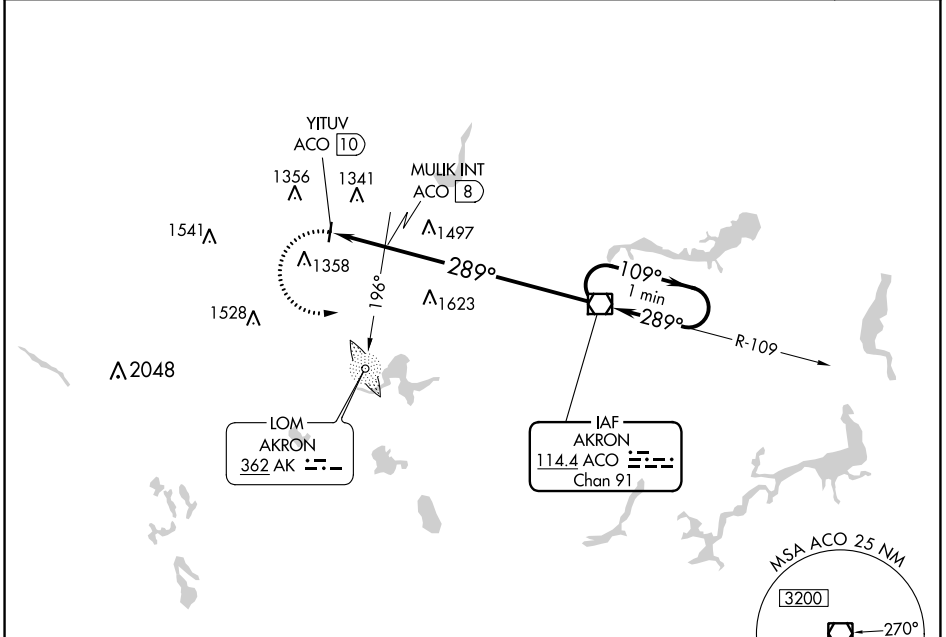 YITUV
ACO 10
MULIK INT
ACO 8
1356
1341
1497
1541
1358
289°
109°
1 min
289°
196°
1623
1528
R-109
2048
LOM
AKRON
362 AK
IAF
AKRON
114.4 ACO
Chan 91
MSA ACO 25 NM
3200
270°